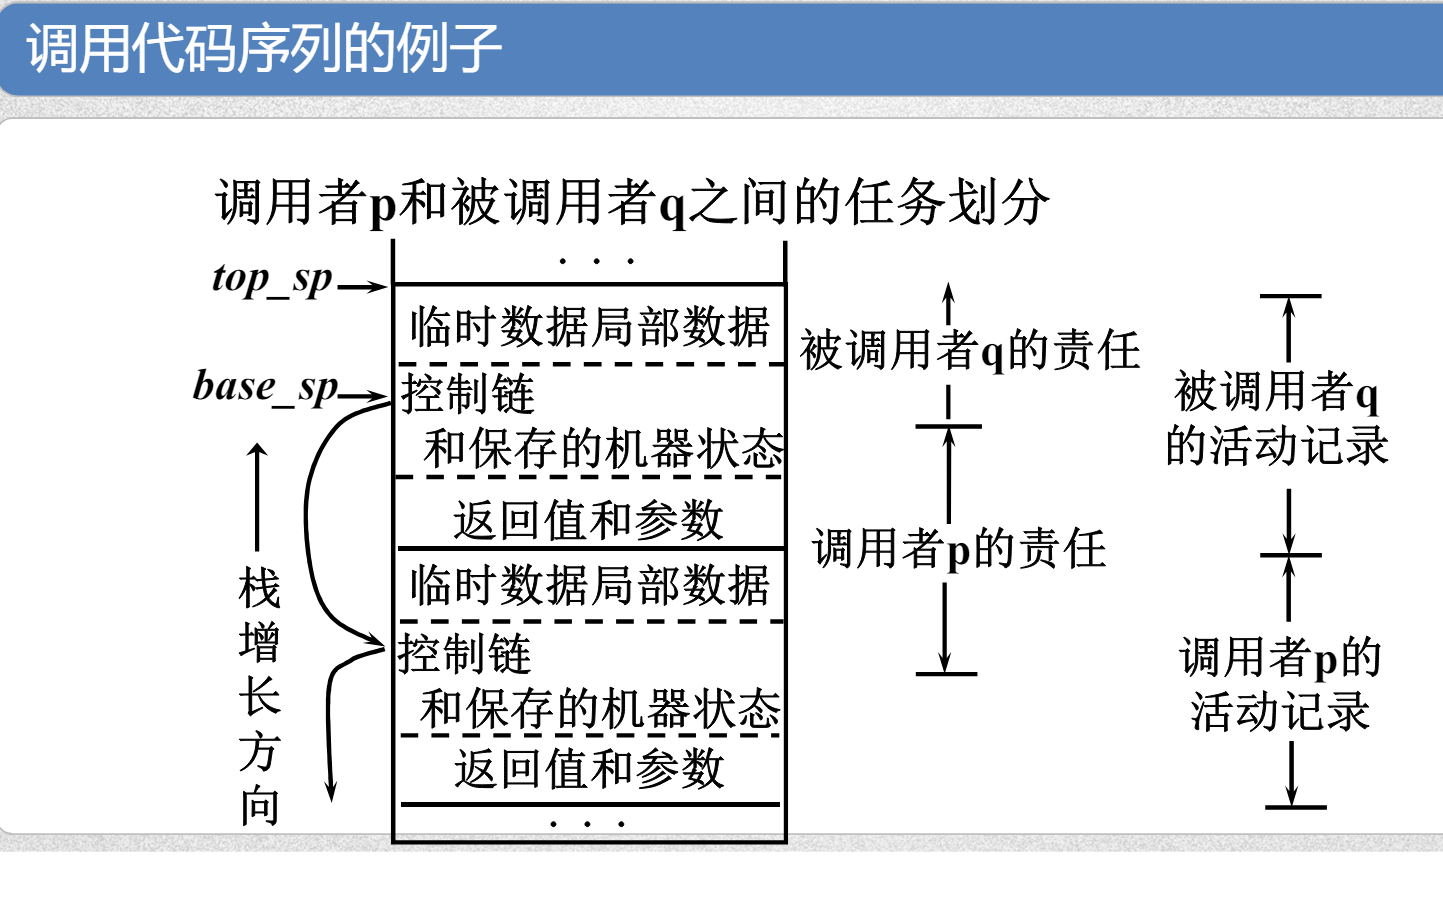 调用代码序列的例子
调用者p和被调用者q之间的任务划分
. . .
top_sp
临时数据局部数据
base_sp
控制链
和保存的机器状态
返回值和参数
临时数据局部数据
控制链
和保存的机器状态
返回值和参数
. . .
栈增长方向
被调用者q的责任
调用者p的责任
被调用者q
的活动记录
调用者p的
活动记录